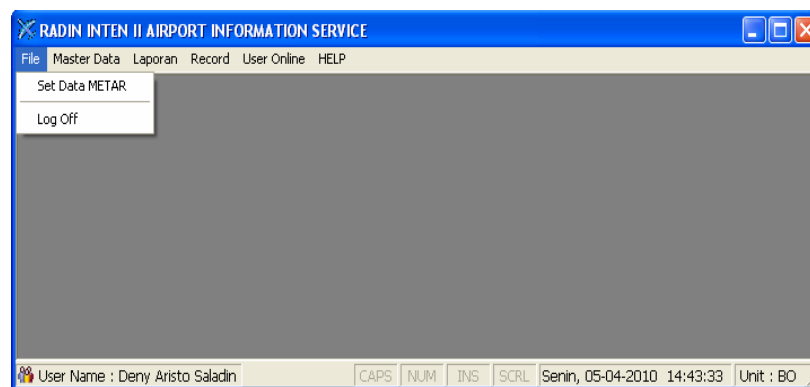 RADIN INTEN II AIRPORT INFORMATION SERVICE
File Master Data Laporan Record User Online HELP
Set Data METAR
Log Off
User Name : Deny Aristo Saladin CAPS NUM INS SCRL Senin, 05-04-2010 14:43:33 Unit : BO